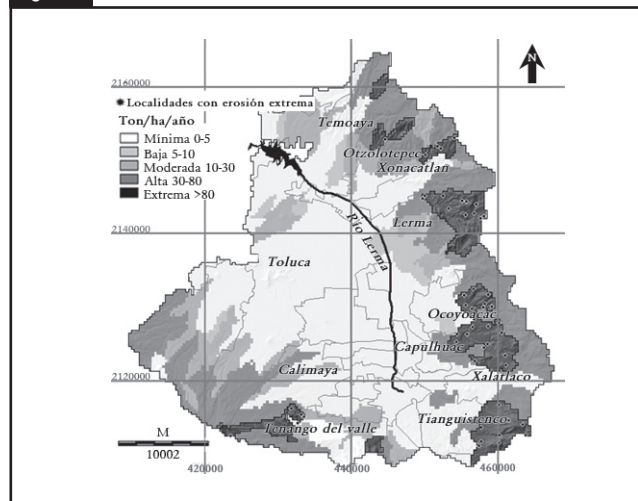 2160000
N
Localidades con erosión extrema
Ton/ha/año
Mínima 0-5
Baja 5-10
Moderada 10-30
Alta 30-80
Extrema >80
Temoaya
Otzolotepec
Xonacatlan
2140000
Río Lerma
Lerma
Toluca
Ocoyoacac
Capulhuac
Calimaya
Xalatlaco
2120000
Tianguistenco
Tenango del valle
M
10002
420000
440000
460000